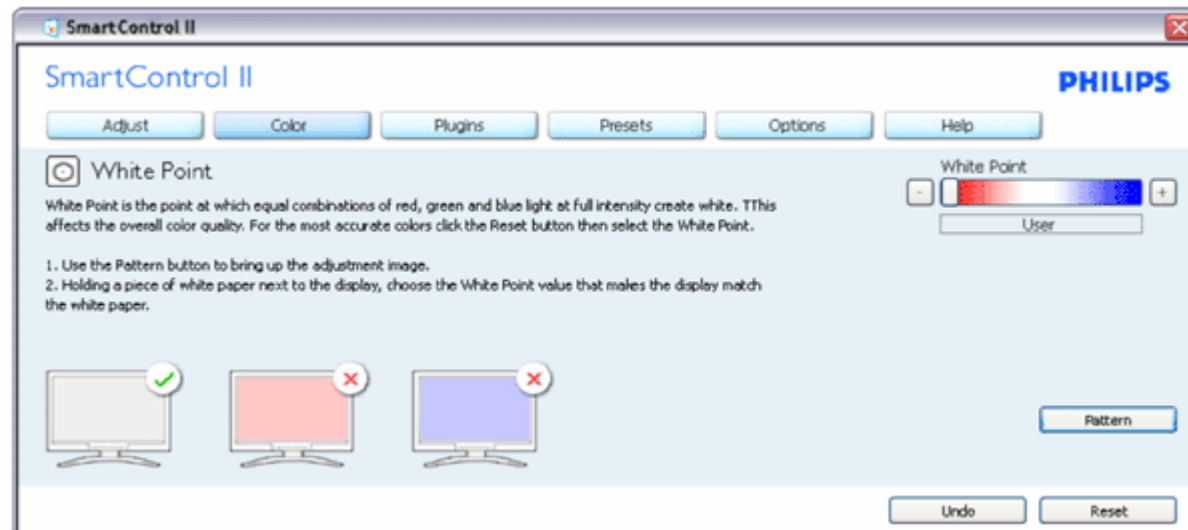 SmartControl II
SmartControl II
PHILIPS
Adjust
Color
Plugins
Presets
Options
Help
White Point
White Point is the point at which equal combinations of red, green and blue light at full intensity create white. TThis
affects the overall color quality. For the most accurate colors click the Reset button then select the White Point.
1. Use the Pattern button to bring up the adjustment image.
2. Holding a piece of white paper next to the display, choose the White Point value that makes the display match
the white paper.
White Point
- +
User
Pattern
Undo
Reset